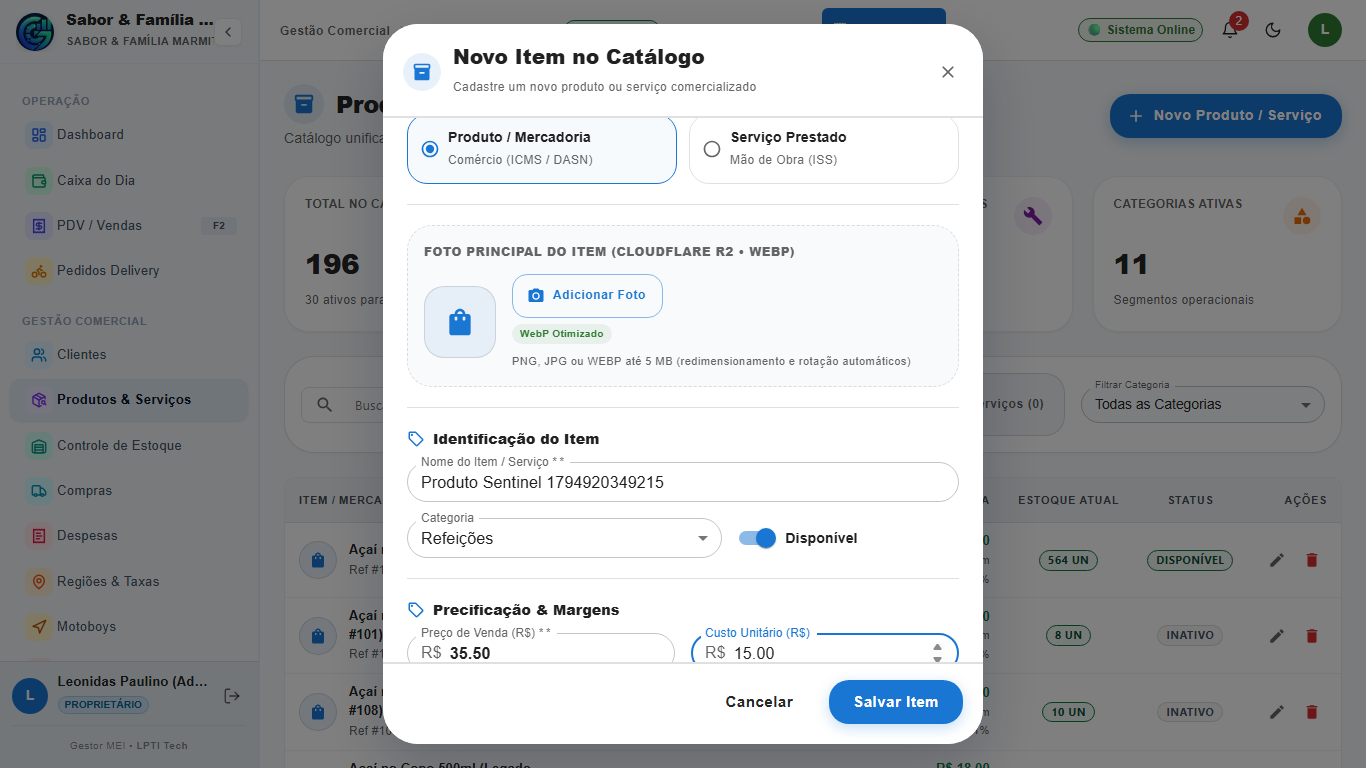 Sabor & Família ...
SABOR & FAMÍLIA MARMIT
OPERAÇÃO
Dashboard
Caixa do Dia
PDV / Vendas
F2
Pedidos Delivery
GESTÃO COMERCIAL
Clientes
Produtos & Serviços
Controle de Estoque
Compras
Despesas
Regiões & Taxas
Motoboys
L
Leonidas Paulino (Ad...
PROPRIETÁRIO
Gestor MEI • LPTI Tech
Gestão Comercial
Sistema Online
2
L
Catálogo unifica
Novo Produto / Serviço
TOTAL NO CA
196
30 ativos para
CATEGORIAS ATIVAS
11
Segmentos operacionais
Filtrar Categoria
Todas as Categorias
ITEM / MERCA
ESTOQUE ATUAL
STATUS
AÇÕES
564 UN
DISPONÍVEL
#101)
8 UN
INATIVO
#108)
10 UN
INATIVO
R$ 18,00
Novo Item no Catálogo
Cadastre um novo produto ou serviço comercializado
Produto / Mercadoria
Comércio (ICMS / DASN)
Serviço Prestado
Mão de Obra (ISS)
FOTO PRINCIPAL DO ITEM (CLOUDFLARE R2 • WEBP)
Adicionar Foto
WebP Otimizado
PNG, JPG ou WEBP até 5 MB (redimensionamento e rotação automáticos)
Identificação do Item
Nome do Item / Serviço * *
Produto Sentinel 1794920349215
Categoria
Refeições
Disponível
Precificação & Margens
Preço de Venda (R$) * *
R$ 35.50
Custo Unitário (R$)
R$ 15.00
Cancelar
Salvar Item